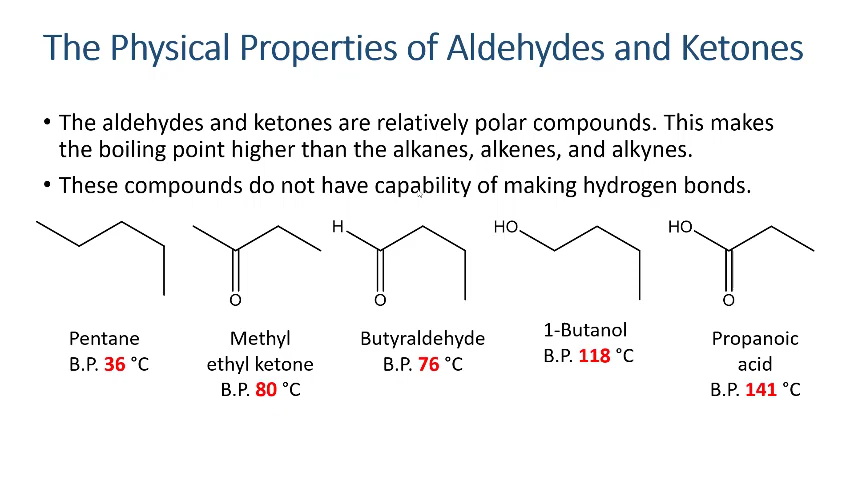 The Physical Properties of Aldehydes and Ketones
• The aldehydes and ketones are relatively polar compounds. This makes
the boiling point higher than the alkanes, alkenes, and alkynes.
• These compounds do not have capability of making hydrogen bonds.
O
H
O
HO
HO
O
Pentane
B.P. 36 °C
Methyl
ethyl ketone
B.P. 80 °C
Butyraldehyde
B.P. 76 °C
1-Butanol
B.P. 118 °C
Propanoic
acid
B.P. 141 °C